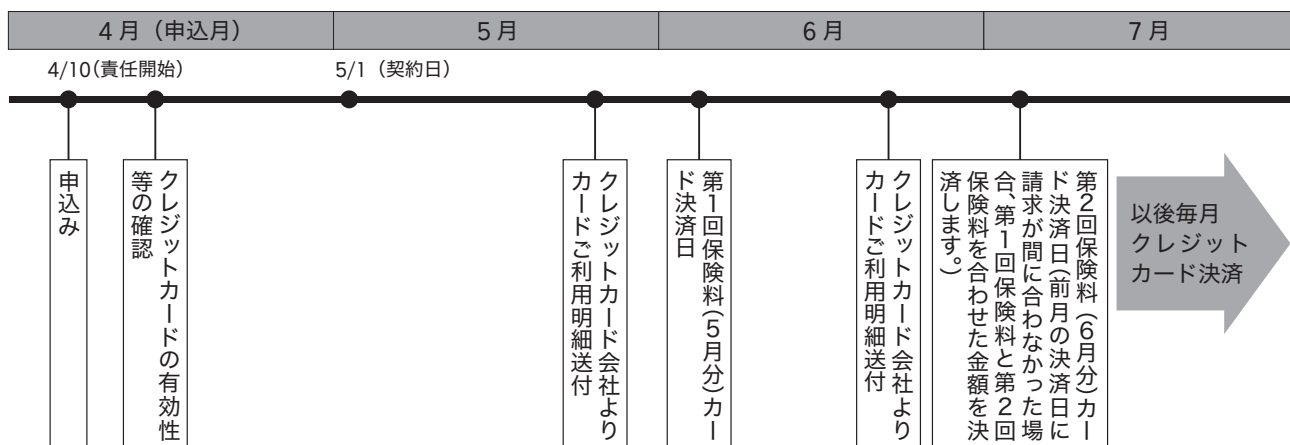 4月（申込月）
5月
6月
7月
4/10(責任開始)
5/1（契約日）
申込み
クレジットカードの有効性
等の確認
クレジットカード会社より
カードご利用明細送付
第1回保険料(5月分)カー
ド決済日
クレジットカード会社より
カードご利用明細送付
第2回保険料(6月分)カー
ド決済日(前月の決済日に
請求が間に合わなかった場
合、第1回保険料と第2回
保険料を合わせた金額を決
済します。)
以後毎月
クレジット
カード決済